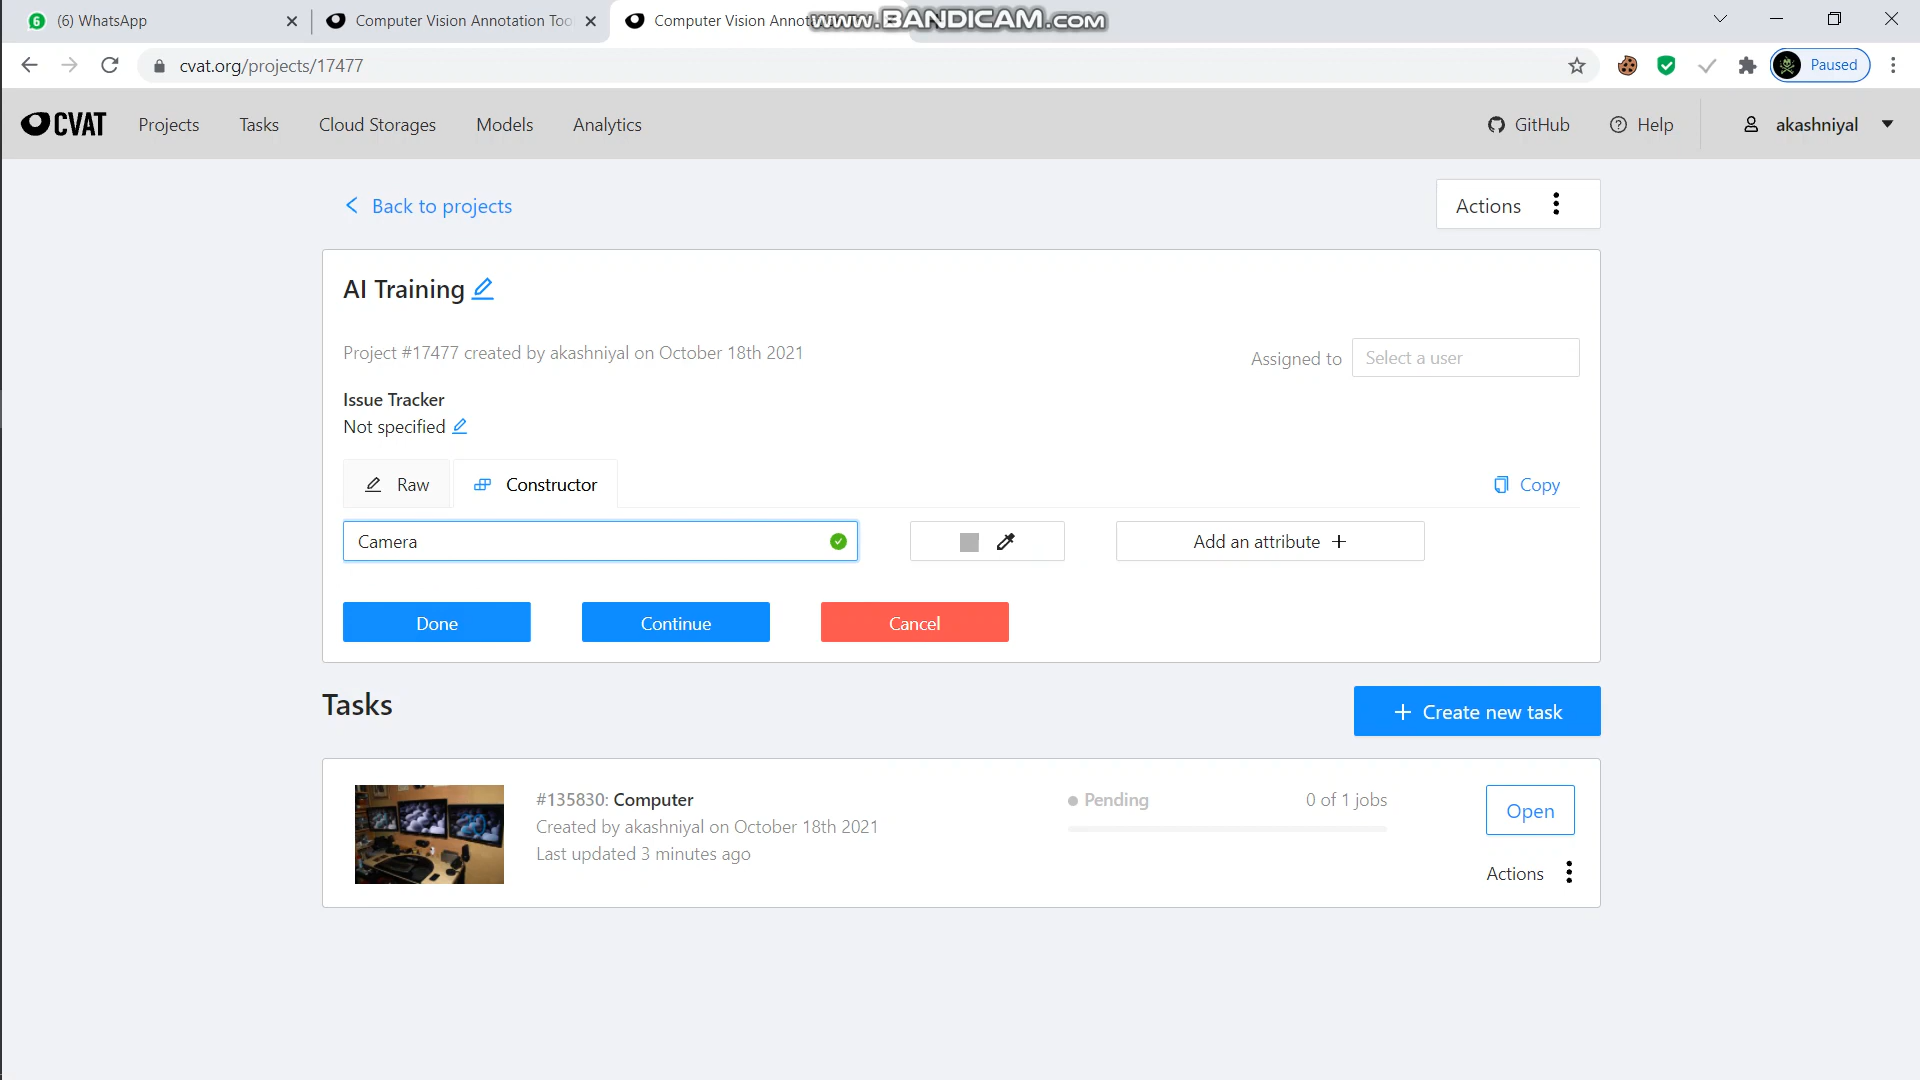 (6) WhatsApp
Computer Vision Annotation Too
Computer Vision Annot
www.BANDICAM.com
cvat.org/projects/17477
Paused
CVAT
Projects
Tasks
Cloud Storages
Models
Analytics
GitHub
Help
akashniyal
Back to projects
Actions
AI Training
Project #17477 created by akashniyal on October 18th 2021
Assigned to
Select a user
Issue Tracker
Not specified
Raw
Constructor
Copy
Camera
Add an attribute +
Done
Continue
Cancel
Tasks
+ Create new task
#135830: Computer
Created by akashniyal on October 18th 2021
Last updated 3 minutes ago
Pending
0 of 1 jobs
Open
Actions